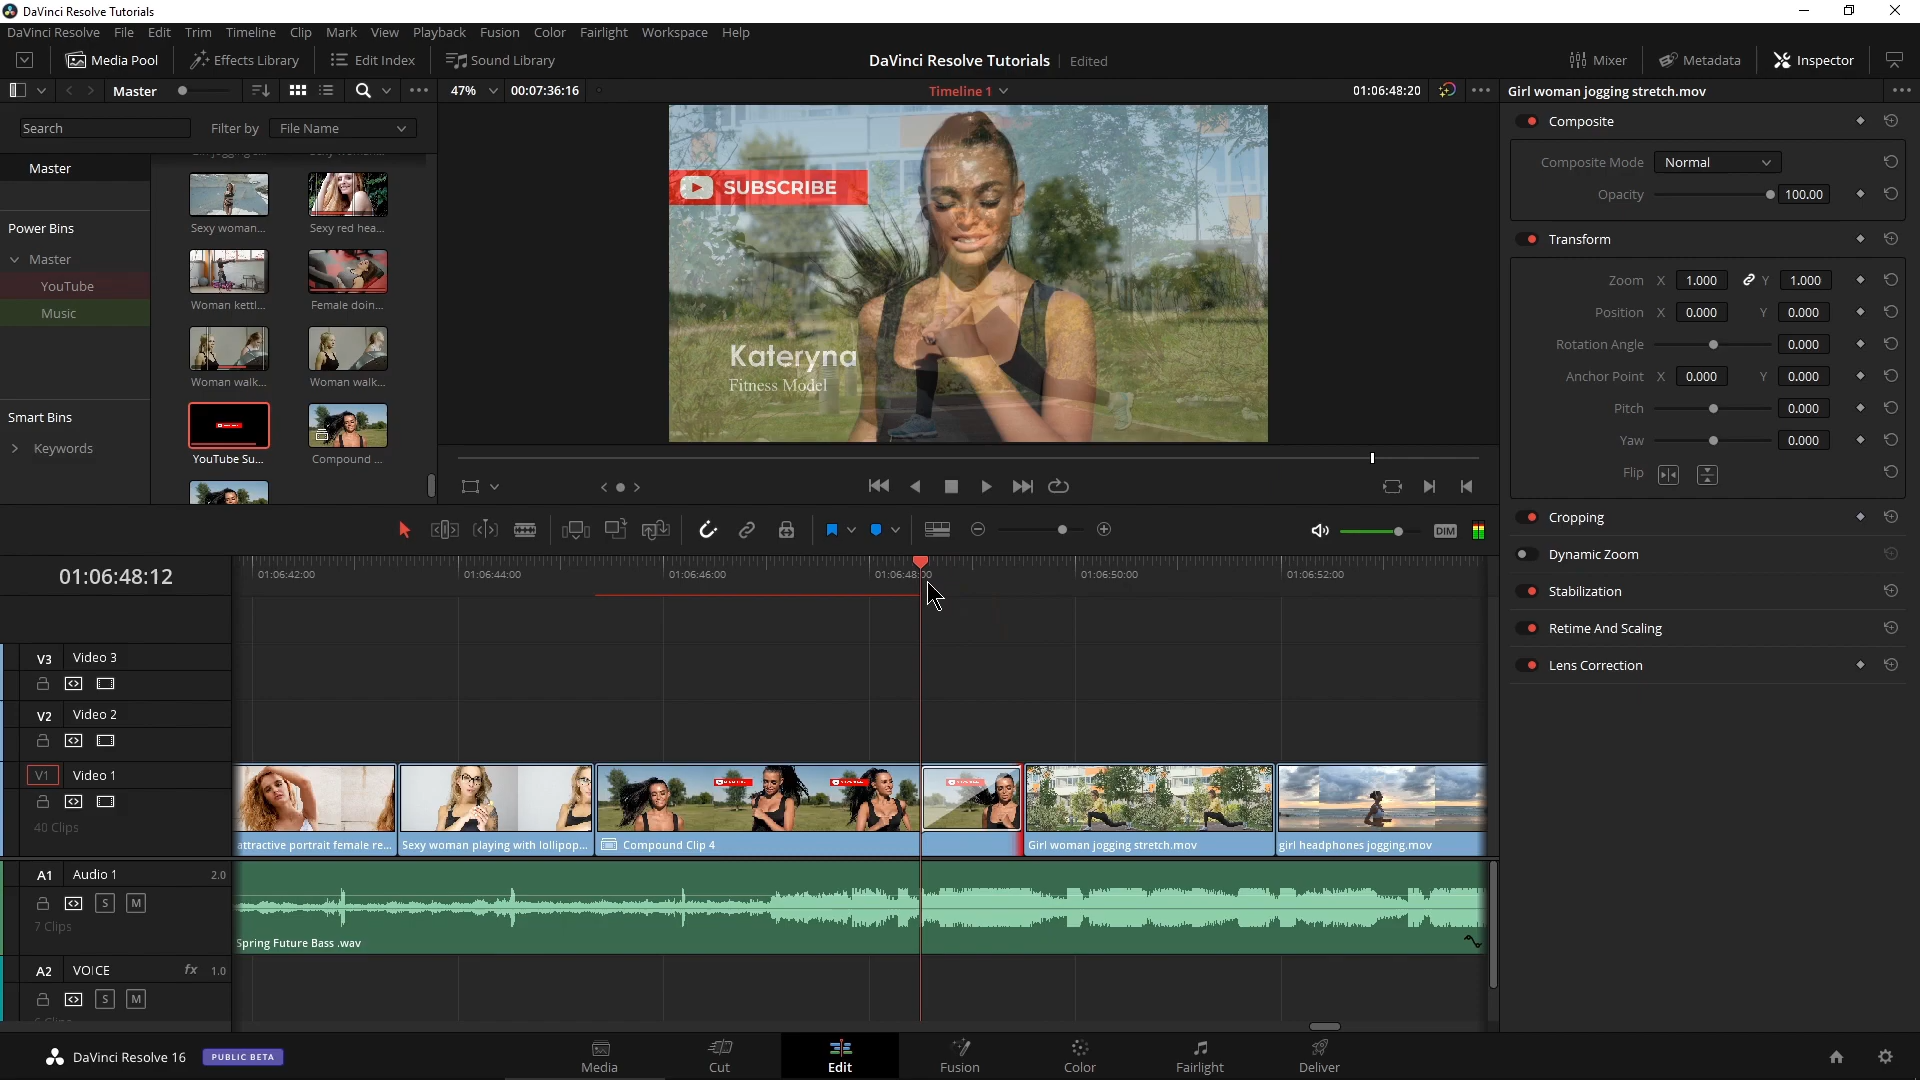 DaVinci Resolve Tutorials
DaVinci Resolve File Edit Trim Timeline Clip Mark View Playback Fusion Color Fairlight Workspace Help
Media Pool Effects Library Edit Index Sound Library DaVinci Resolve Tutorials Edited Mixer Metadata Inspector
Master 47% 00:07:36:16 Timeline 1 01:06:48:20 Girl woman jogging stretch.mov
Search Filter by File Name
Master
Power Bins
Master
YouTube
Music
Smart Bins
Keywords
Sexy woman... Sexy red hea...
Woman kettl... Female doin...
Woman walk... Woman walk...
YouTube Su... Compound ...
SUBSCRIBE
Kateryna
Fitness Model
Composite
Composite Mode Normal
Opacity 100.00
Transform
Zoom X 1.000 Y 1.000
Position X 0.000 Y 0.000
Rotation Angle 0.000
Anchor Point X 0.000 Y 0.000
Pitch 0.000
Yaw 0.000
Flip
Cropping
Dynamic Zoom
Stabilization
Retime And Scaling
Lens Correction
DIM
01:06:48:12
01:06:42:00 01:06:44:00 01:06:46:00 01:06:48:00 01:06:50:00 01:06:52:00
V3 Video 3
V2 Video 2
V1 Video 1
40 Clips
attractive portrait female re... Sexy woman playing with lollipop... Compound Clip 4 Girl woman jogging stretch.mov girl headphones jogging.mov
A1 Audio 1 2.0
S M
7 Clips
Spring Future Bass .wav
A2 VOICE fx 1.0
S M
DaVinci Resolve 16 PUBLIC BETA
Media Cut Edit Fusion Color Fairlight Deliver